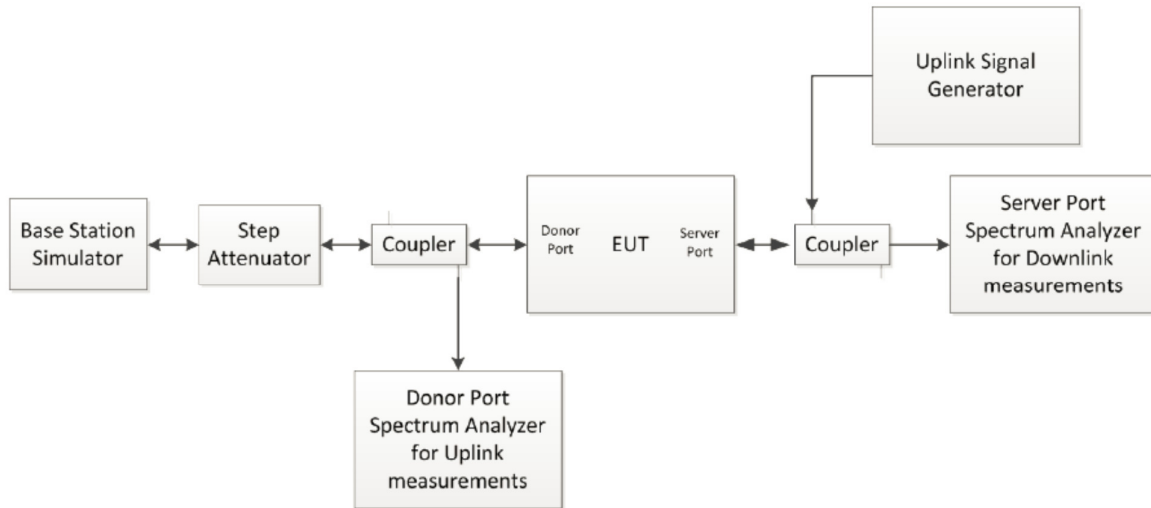 Uplink Signal
Generator
Base Station
Simulator
Step
Attenuator
Coupler
Donor
Port
EUT
Server
Port
Coupler
Server Port
Spectrum Analyzer
for Downlink
measurements
Donor Port
Spectrum Analyzer
for Uplink
measurements